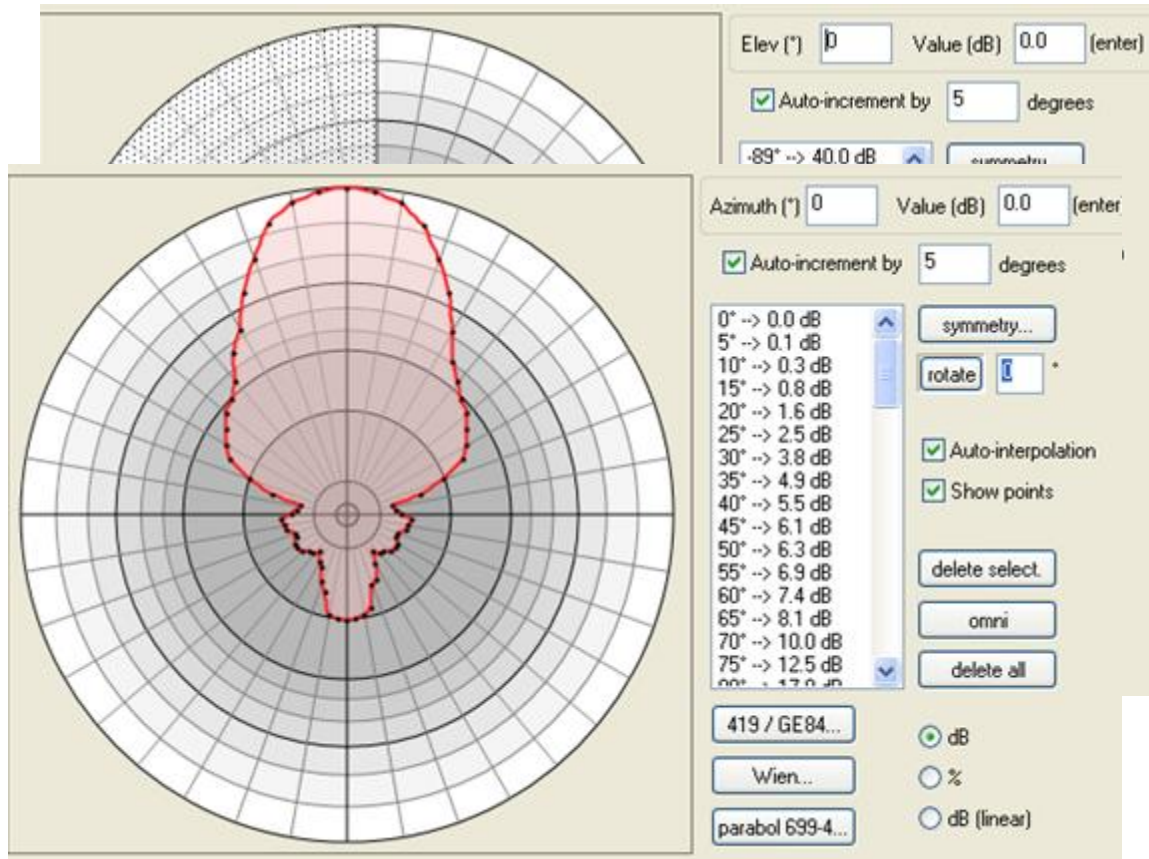 Elev (°) 0 Value (dB) 0.0 (enter)
Auto-increment by 5 degrees
-89° --> 40.0 dB symmetry...
Azimuth (°) 0 Value (dB) 0.0 (enter
Auto-increment by 5 degrees
0° --> 0.0 dB
5° --> 0.1 dB
10° --> 0.3 dB
15° --> 0.8 dB
20° --> 1.6 dB
25° --> 2.5 dB
30° --> 3.8 dB
35° --> 4.9 dB
40° --> 5.5 dB
45° --> 6.1 dB
50° --> 6.3 dB
55° --> 6.9 dB
60° --> 7.4 dB
65° --> 8.1 dB
70° --> 10.0 dB
75° --> 12.5 dB
symmetry...
rotate 0 °
Auto-interpolation
Show points
delete select.
omni
delete all
419 / GE84...
Wien...
parabol 699-4...
dB
%
dB (linear)